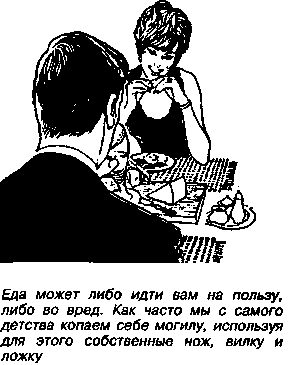 Еда может либо идти вам на пользу,
либо во вред. Как часто мы с самого
детства копаем себе могилу, используя
для этого собственные нож, вилку и
ложку